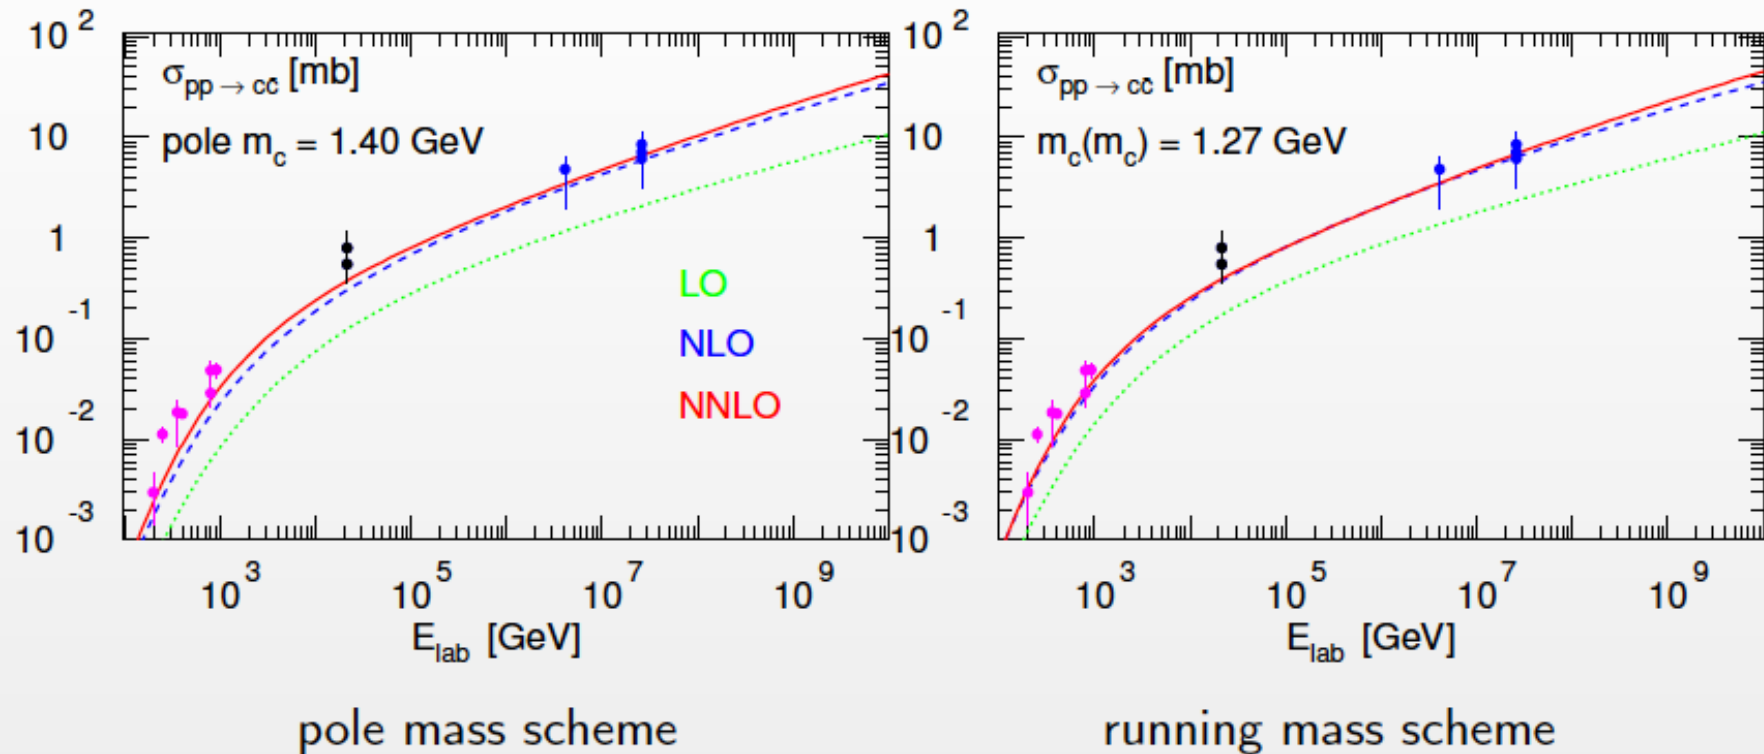 10 2
σpp → cc̄ [mb]
pole mc = 1.40 GeV
10
1
10 -1
10 -2
10 -3
LO
NLO
NNLO
10 3
10 5
10 7
10 9
Elab [GeV]
pole mass scheme
10 2
σpp → cc̄ [mb]
mc(mc) = 1.27 GeV
10
1
10 -1
10 -2
10 -3
10 3
10 5
10 7
10 9
Elab [GeV]
running mass scheme